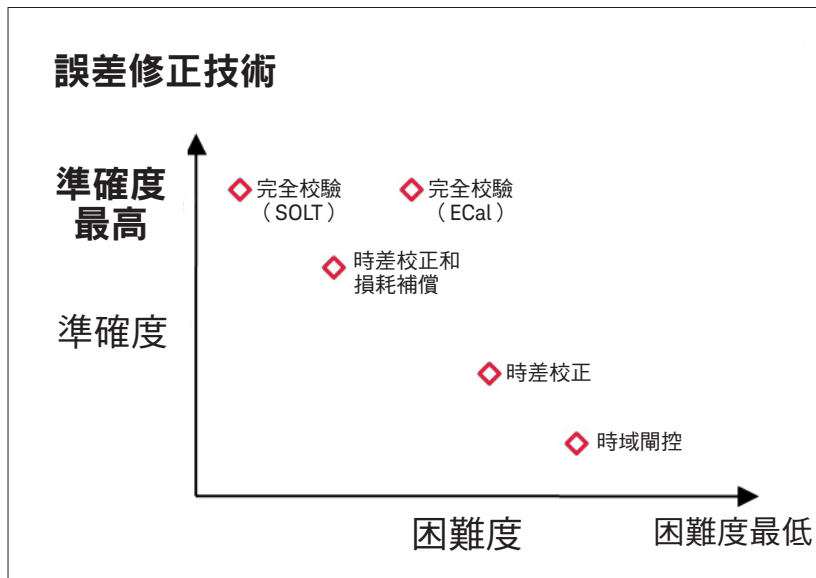 誤差修正技術
準確度
最高
完全校驗
（SOLT）
完全校驗
（ECal）
時差校正和
損耗補償
準確度
時差校正
時域閘控
困難度
困難度最低